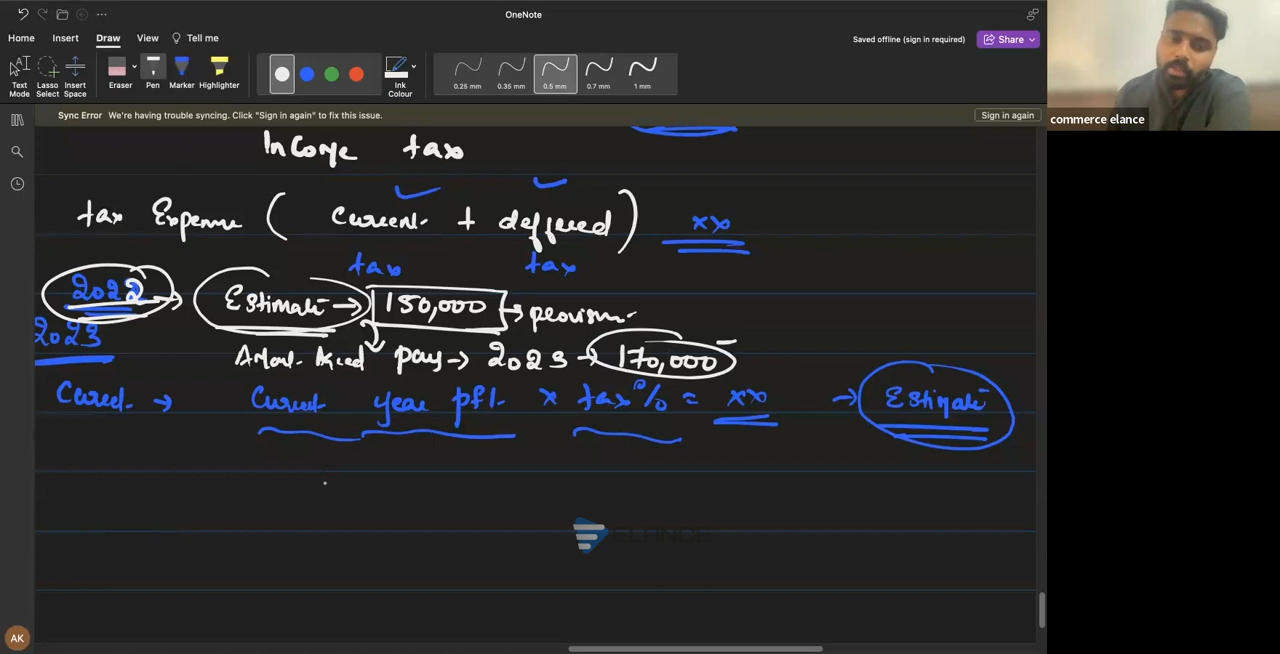 OneNote
Home Insert Draw View Tell me
Saved offline (sign in required) Share
Text Mode Lasso Select Insert Space Eraser Pen Marker Highlighter Ink Colour 0.25 mm 0.35 mm 0.5 mm 0.7 mm 1 mm
Sync Error We're having trouble syncing. Click "Sign in again" to fix this issue. Sign in again
commerce elance
Income tax
tax Expense ( Current + deffered ) xx
tax tax
2022 → Estimate → 150,000 → provision
2023
pay → 2023 → 170,000
Current → Current year pft × tax % = xx → Estimate
ELANCE
AK